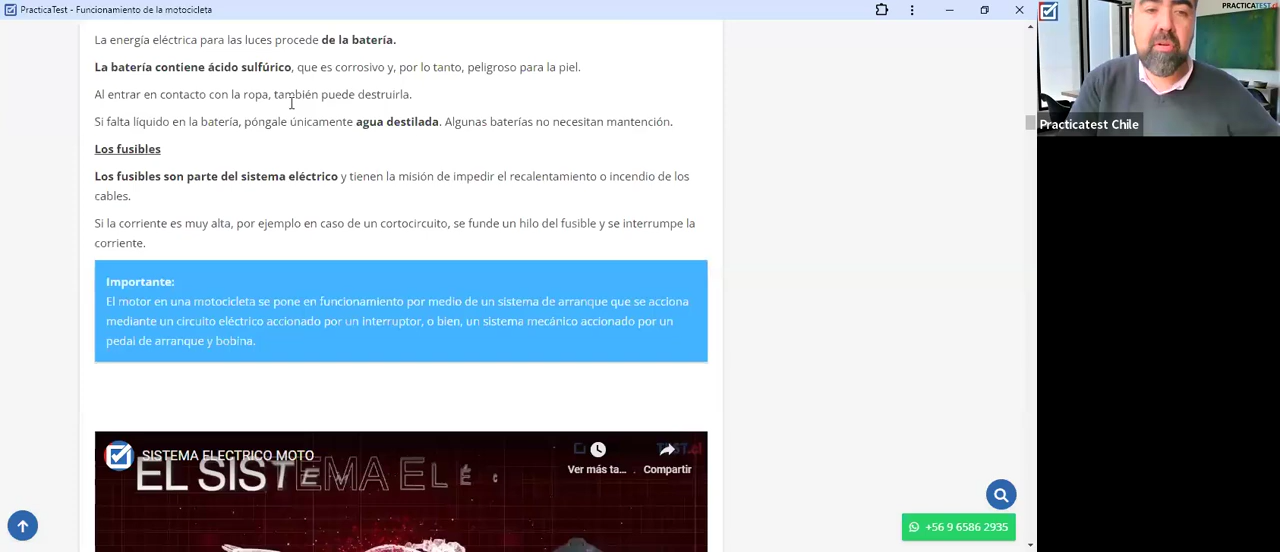 PracticaTest - Funcionamiento de la motocicleta
PRACTICATEST.cl
La energía eléctrica para las luces procede de la batería.
La batería contiene ácido sulfúrico, que es corrosivo y, por lo tanto, peligroso para la piel.
Al entrar en contacto con la ropa, también puede destruirla.
Si falta líquido en la batería, póngale únicamente agua destilada. Algunas baterías no necesitan mantención.
Practicatest Chile
Los fusibles
Los fusibles son parte del sistema eléctrico y tienen la misión de impedir el recalentamiento o incendio de los
cables.
Si la corriente es muy alta, por ejemplo en caso de un cortocircuito, se funde un hilo del fusible y se interrumpe la
corriente.
Importante:
El motor en una motocicleta se pone en funcionamiento por medio de un sistema de arranque que se acciona
mediante un circuito eléctrico accionado por un interruptor, o bien, un sistema mecánico accionado por un
pedal de arranque y bobina.
SISTEMA ELECTRICO MOTO
EL SISTEMA ELÉC
Ver más ta...
Compartir
+56 9 6586 2935